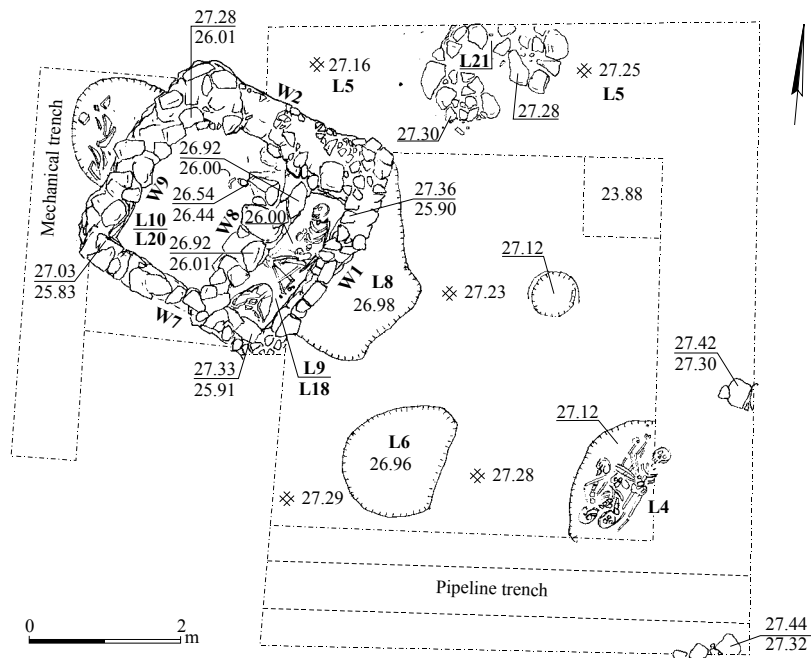 27.28
26.01
27.16
L5
L21
27.25
L5
27.28
27.30
W2
Mechanical trench
26.92
26.00
W9
26.54
26.44
W8
26.00
27.36
25.90
23.88
L10
L20
26.92
26.01
27.12
W1
L8
26.98
27.23
27.03
25.83
W7
27.33
25.91
L9
L18
27.42
27.30
27.12
L6
26.96
27.28
27.29
L4
Pipeline trench
0 2
m
27.44
27.32